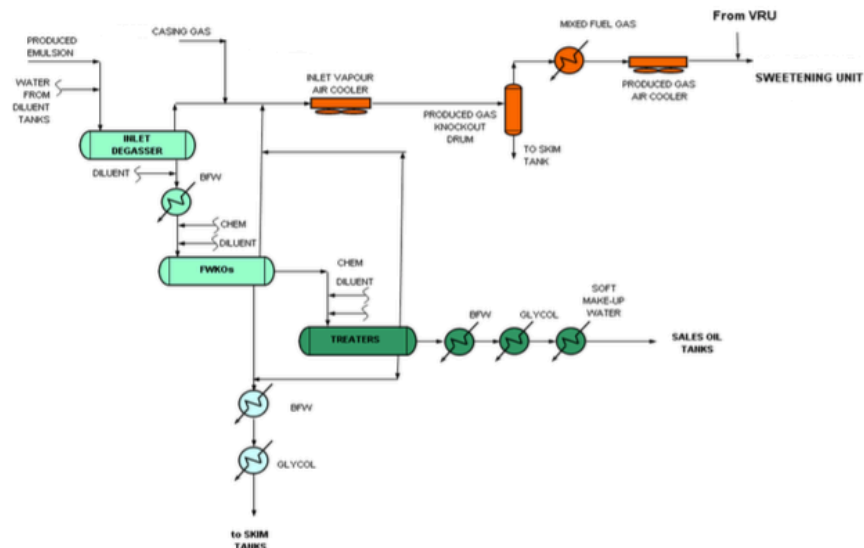 From VRU
CASING GAS
MIXED FUEL GAS
PRODUCED
EMULSION
WATER
FROM
DILUENT
TANKS
INLET VAPOUR
AIR COOLER
PRODUCED GAS
AIR COOLER
SWEETENING UNIT
PRODUCED GAS
KNOCKOUT
DRUM
INLET
DEGASSER
TO SKIM
TANK
DILUENT
BFW
CHEM
DILUENT
FWKOs
CHEM
DILUENT
SOFT
MAKE-UP
WATER
BFW
GLYCOL
TREATERS
SALES OIL
TANKS
BFW
GLYCOL
to SKIM
TANKS